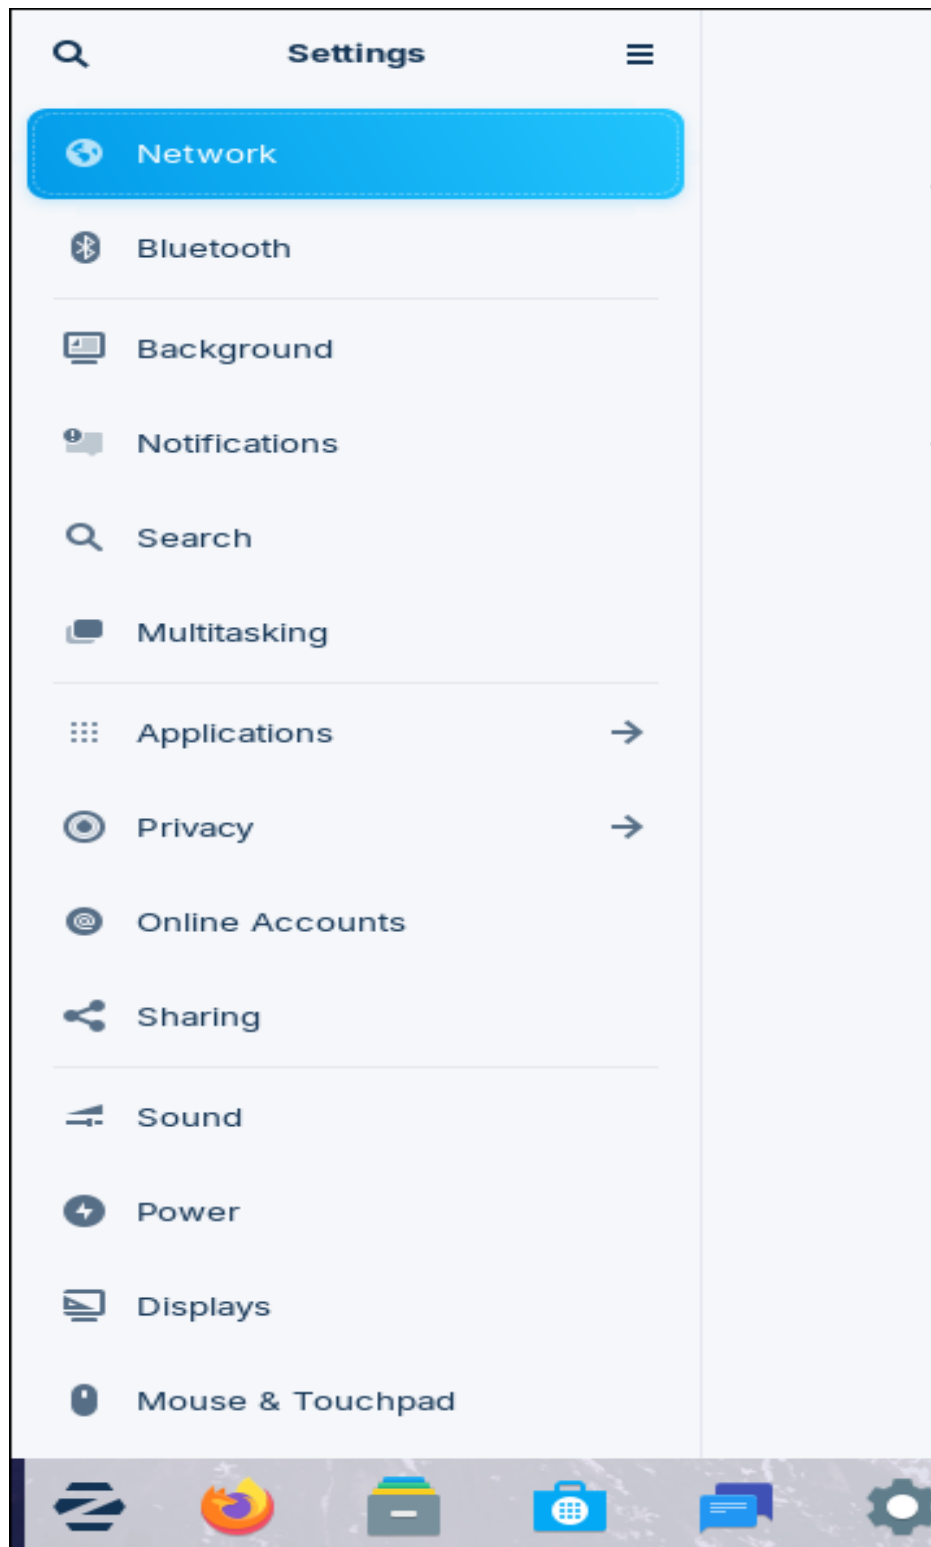 Settings
Network
Bluetooth
Background
Notifications
Search
Multitasking
Applications
Privacy
Online Accounts
Sharing
Sound
Power
Displays
Mouse & Touchpad